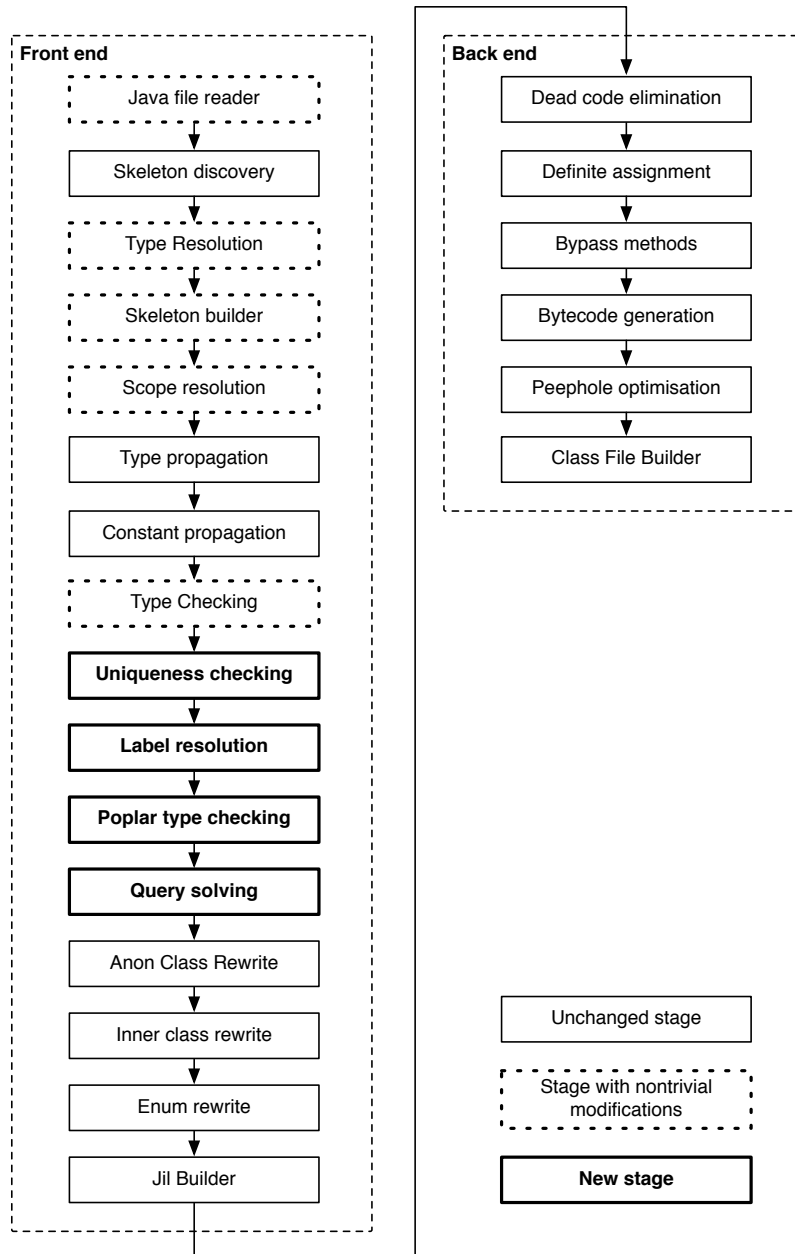 Front end
Java file reader
Skeleton discovery
Type Resolution
Skeleton builder
Scope resolution
Type propagation
Constant propagation
Type Checking
Uniqueness checking
Label resolution
Poplar type checking
Query solving
Anon Class Rewrite
Inner class rewrite
Enum rewrite
Jil Builder
Back end
Dead code elimination
Definite assignment
Bypass methods
Bytecode generation
Peephole optimisation
Class File Builder
Unchanged stage
Stage with nontrivial
modifications
New stage